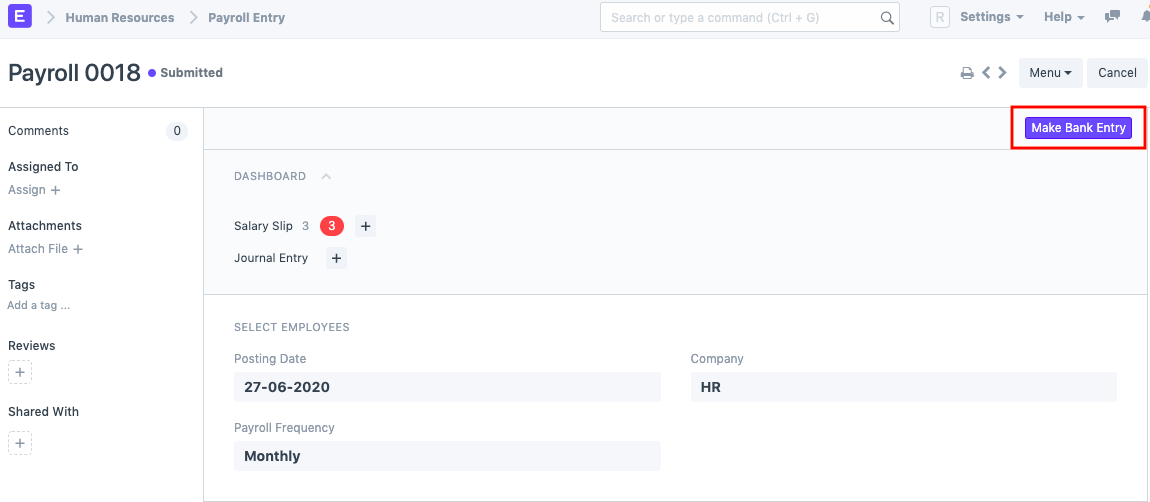 E Human Resources Payroll Entry Search or type a command (Ctrl + G) R Settings Help
Payroll 0018 Submitted Menu Cancel
Comments 0
Make Bank Entry
Assigned To
Assign +
Attachments
Attach File +
Tags
Add a tag ...
Reviews
+
Shared With
+
DASHBOARD
Salary Slip 3 3 +
Journal Entry +
SELECT EMPLOYEES
Posting Date
27-06-2020
Company
HR
Payroll Frequency
Monthly